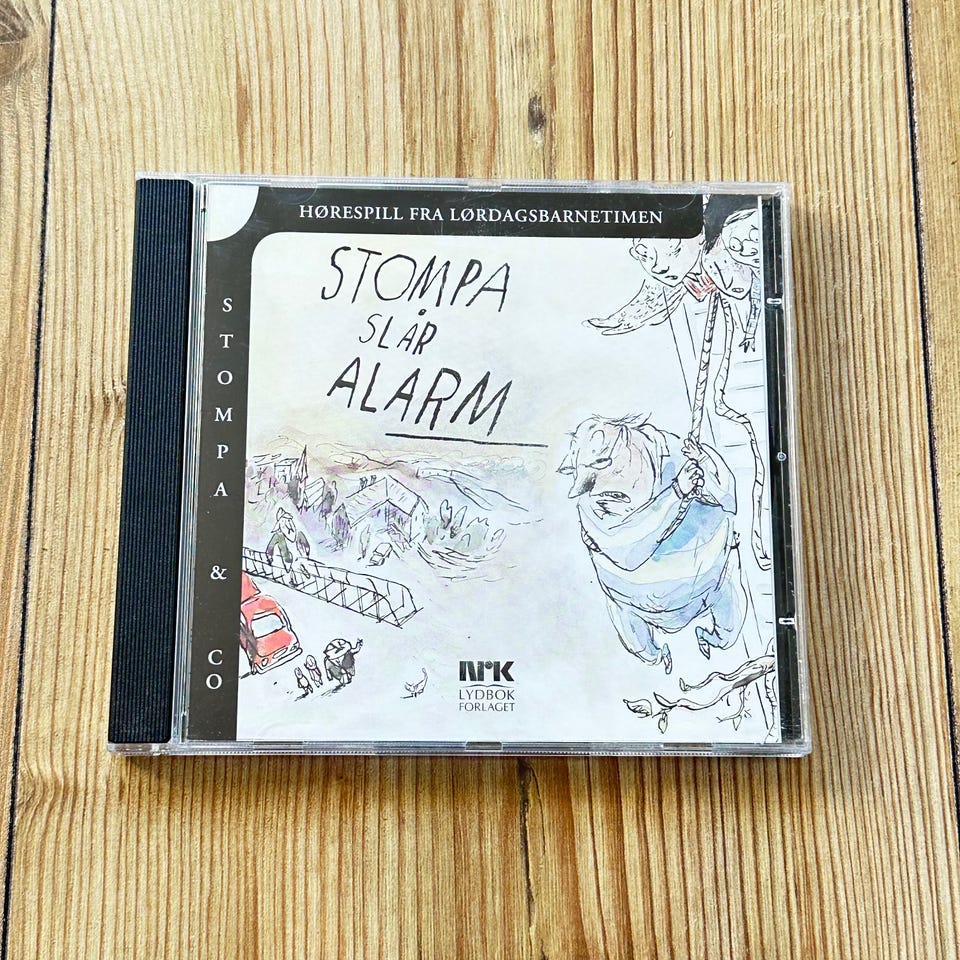 HØRESPILL FRA LØRDAGSBARNETIMEN
STOMPA
SLÅR
ALARM
STOMPA & CO
NRK
LYDBOK
FORLAGET